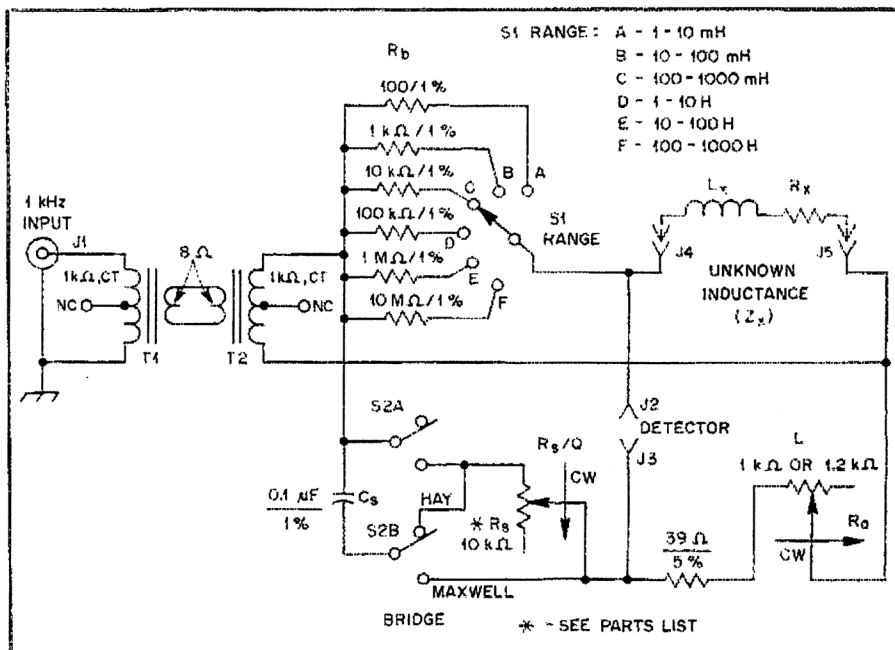 S1 RANGE: A - 1-10 mH
B - 10-100 mH
C - 100-1000 mH
D - 1-10 H
E - 10-100 H
F - 100-1000 H
Rb
100/1%
1 kΩ/1%
10 kΩ/1%
100 kΩ/1%
1 MΩ/1%
10 MΩ/1%
A
B
C
D
E
F
S1
RANGE
1 kHz
INPUT
J1
1kΩ,CT
NC
T1
8Ω
T2
1kΩ,CT
NC
Lx
Rx
J4
J5
UNKNOWN
INDUCTANCE
(Zx)
J2
DETECTOR
J3
S2A
0.1 µF
1%
Cs
S2B
HAY
MAXWELL
BRIDGE
Rs/Q
CW
* Rs
10 kΩ
39 Ω
5%
L
1 kΩ OR 1.2 kΩ
Ra
CW
* - SEE PARTS LIST